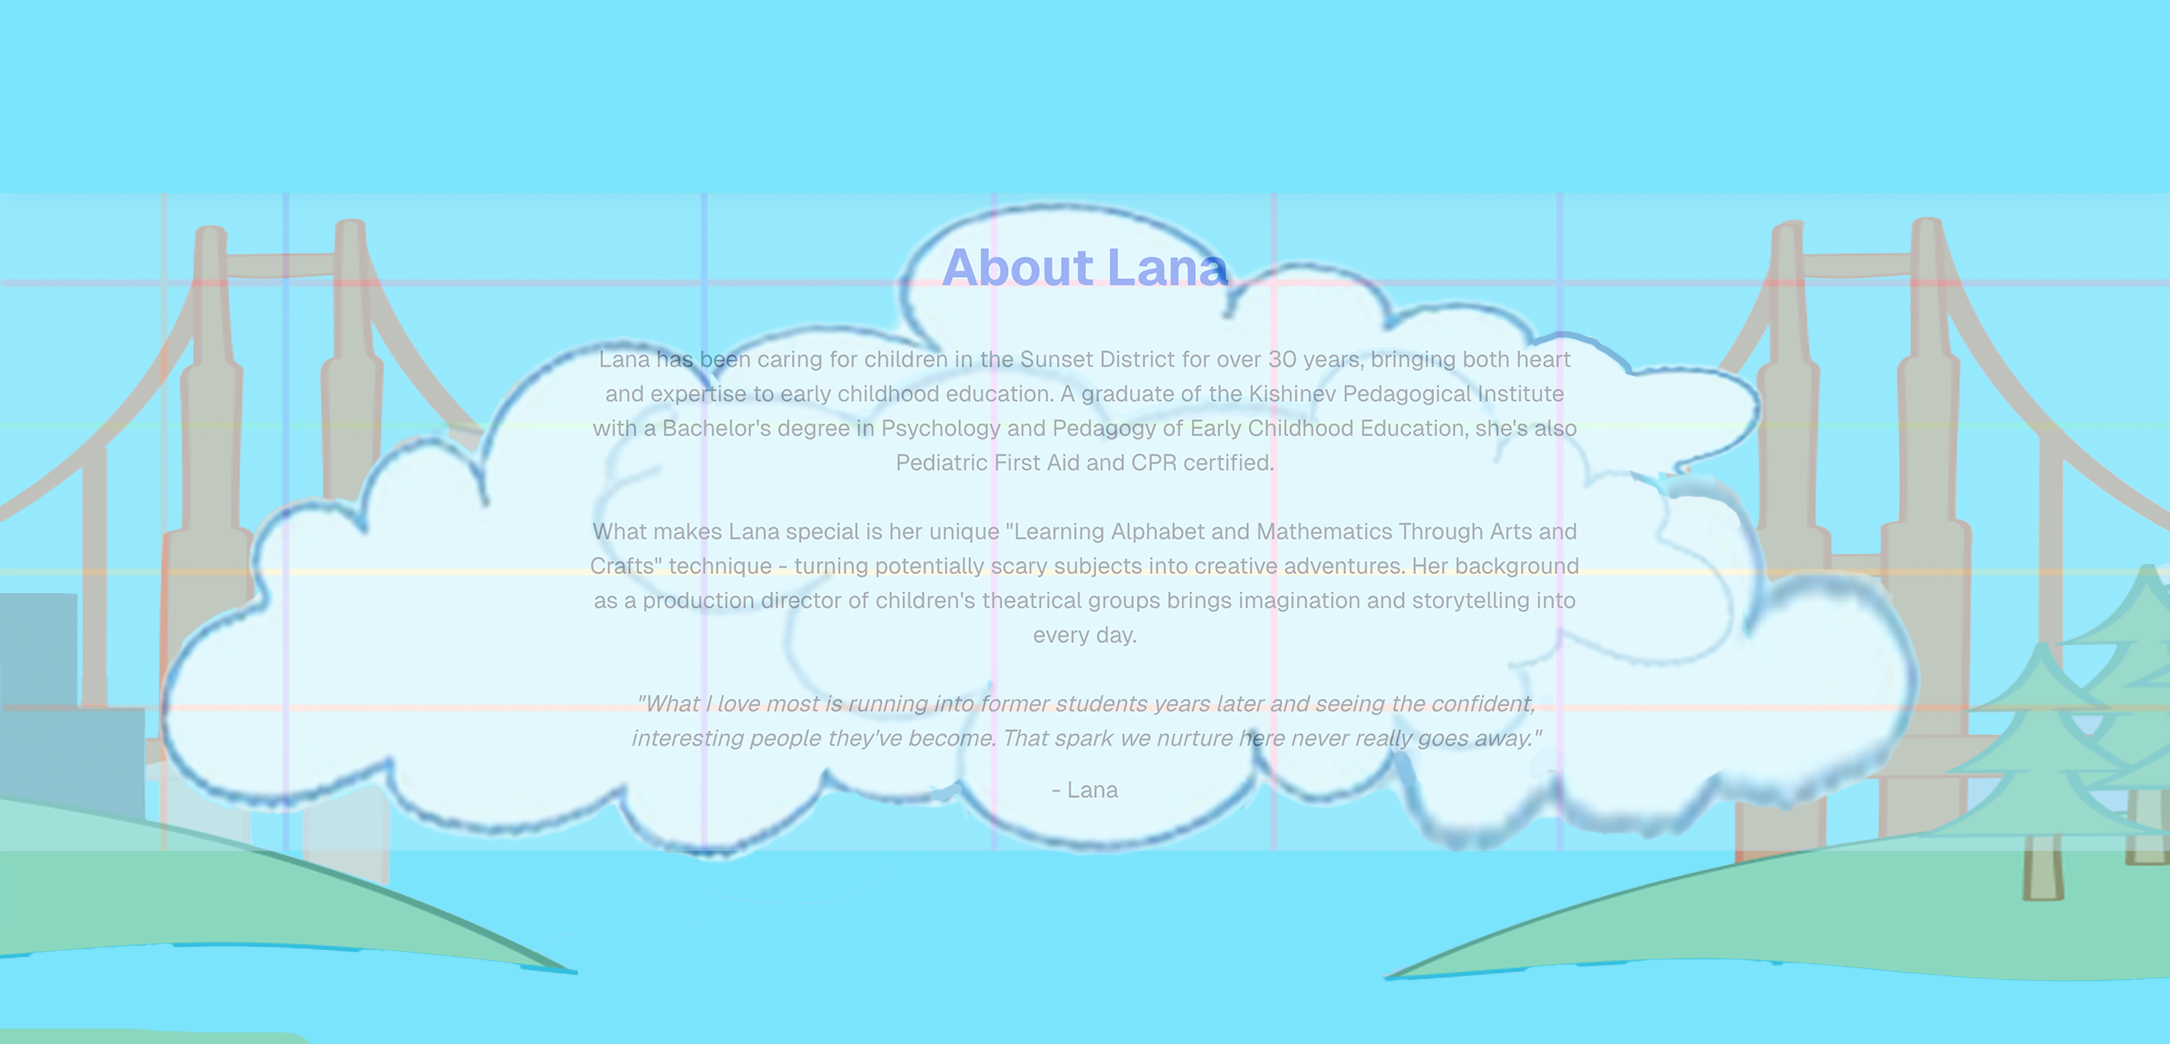 About Lana
Lana has been caring for children in the Sunset District for over 30 years, bringing both heart
and expertise to early childhood education. A graduate of the Kishinev Pedagogical Institute
with a Bachelor's degree in Psychology and Pedagogy of Early Childhood Education, she's also
Pediatric First Aid and CPR certified.
What makes Lana special is her unique "Learning Alphabet and Mathematics Through Arts and
Crafts" technique - turning potentially scary subjects into creative adventures. Her background
as a production director of children's theatrical groups brings imagination and storytelling into
every day.
"What I love most is running into former students years later and seeing the confident,
interesting people they've become. That spark we nurture here never really goes away."
- Lana